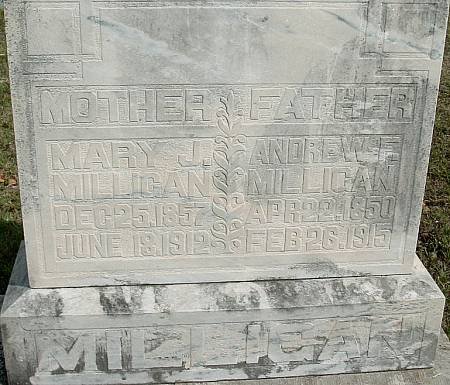 MOTHER FATHER
MARY J. ANDREW F.
MILLIGAN MILLIGAN
DEC 25, 1857 APR 22, 1850
JUNE 18, 1912 FEB 26, 1915
MILLIGAN